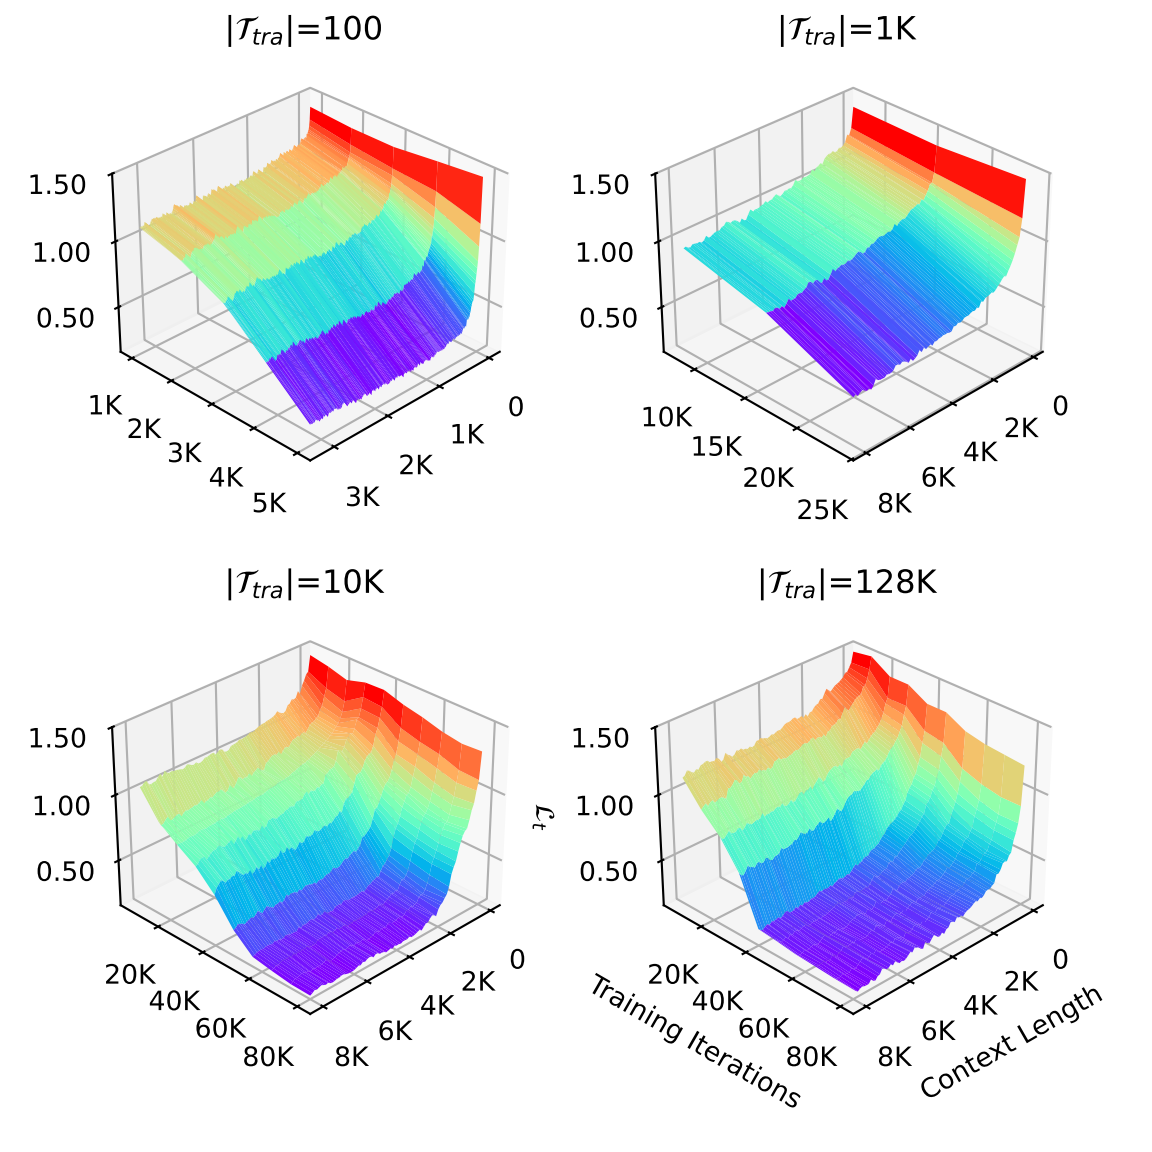 |𝒯tra|=100
|𝒯tra|=1K
1.50
1.00
0.50
1K
2K
3K
4K
5K
3K
2K
1K
0
1.50
1.00
0.50
10K
15K
20K
25K
8K
6K
4K
2K
0
|𝒯tra|=10K
|𝒯tra|=128K
1.50
1.00
0.50
20K
40K
60K
80K
8K
6K
4K
2K
0
ℒt
1.50
1.00
0.50
20K
40K
60K
80K
8K
6K
4K
2K
0
Training Iterations
Context Length